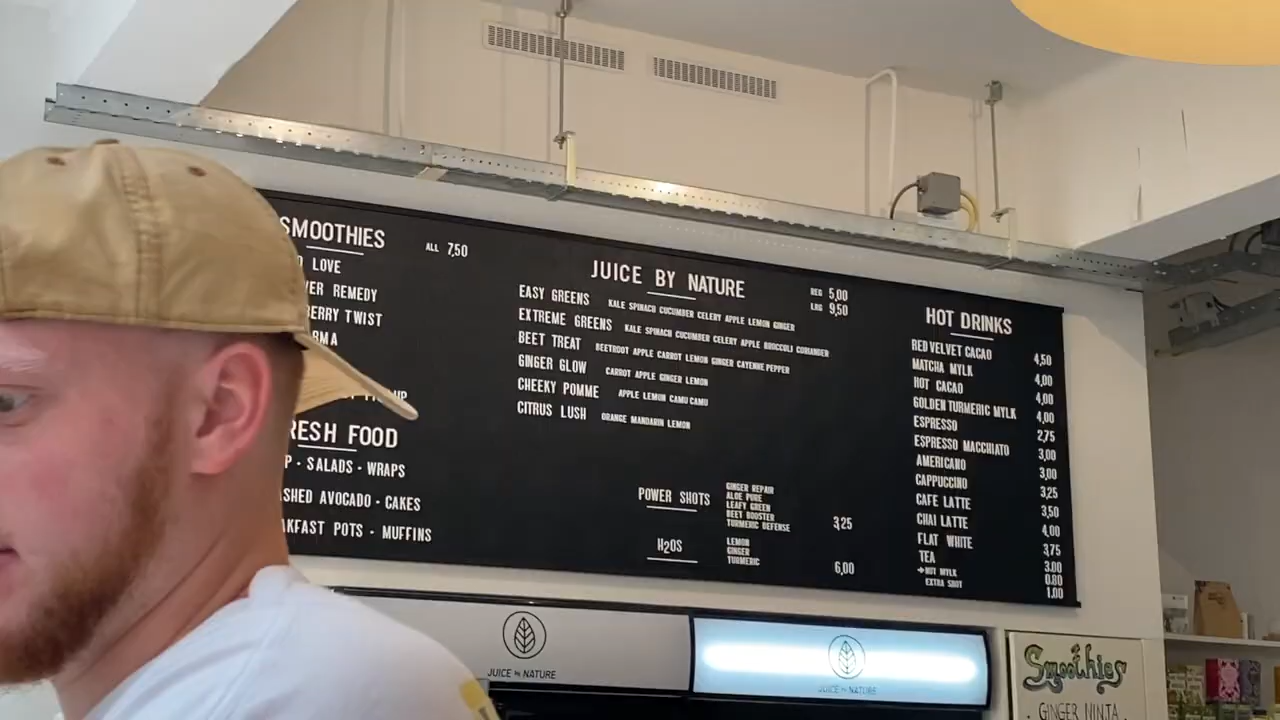 SMOOTHIES
ALL 7,50
LOVE
REMEDY
TWIST
RESH FOOD
SALADS · WRAPS
ASHED AVOCADO · CAKES
AKFAST POTS · MUFFINS
JUICE BY NATURE
REG 5,00
LRG 9,50
EASY GREENS KALE SPINACH CUCUMBER CELERY APPLE LEMON GINGER
EXTREME GREENS KALE SPINACH CUCUMBER CELERY APPLE BROCCOLI CORIANDER
BEET TREAT BEETROOT APPLE CARROT LEMON GINGER CAYENNE PEPPER
GINGER GLOW CARROT APPLE GINGER LEMON
CHEEKY POMME APPLE LEMON CAMU CAMU
CITRUS LUSH ORANGE MANDARIN LEMON
POWER SHOTS
GINGER REPAIR
ALOE PURE
LEAFY GREEN
BEET BOOSTER
TURMERIC DEFENSE
3,25
H2OS
LEMON
GINGER
TURMERIC
6,00
HOT DRINKS
RED VELVET CACAO 4,50
MATCHA MYLK 4,00
HOT CACAO 4,00
GOLDEN TURMERIC MYLK 4,00
ESPRESSO 2,75
ESPRESSO MACCHIATO 3,00
AMERICANO 3,00
CAPPUCCINO 3,25
CAFE LATTE 3,50
CHAI LATTE 4,00
FLAT WHITE 3,75
TEA 3.00
NUT MYLK 0.80
EXTRA SHOT 1,00
JUICE by NATURE
JUICE by NATURE
Smoothies
· GINGER NINJA